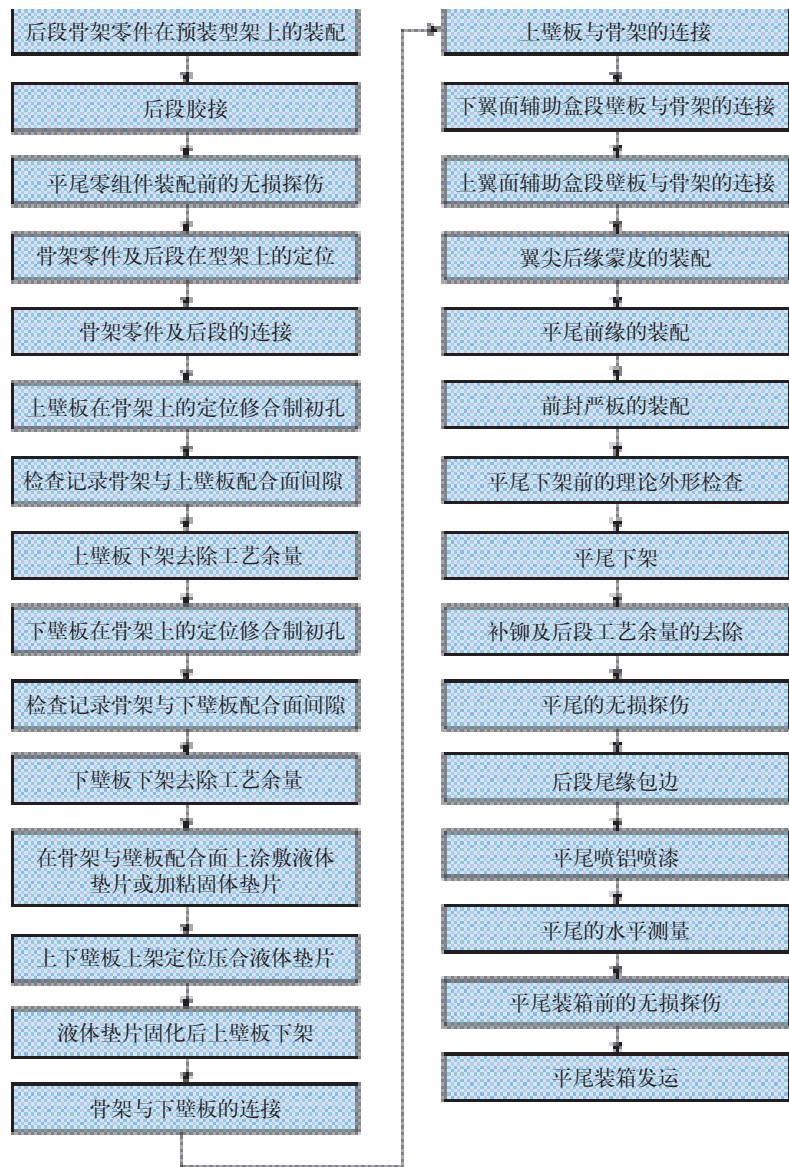 后段骨架零件在预装型架上的装配
后段胶接
平尾零组件装配前的无损探伤
骨架零件及后段在型架上的定位
骨架零件及后段的连接
上壁板在骨架上的定位修合制初孔
检查记录骨架与上壁板配合面间隙
上壁板下架去除工艺余量
下壁板在骨架上的定位修合制初孔
检查记录骨架与下壁板配合面间隙
下壁板下架去除工艺余量
在骨架与壁板配合面上涂敷液体
垫片或加粘固体垫片
上下壁板上架定位压合液体垫片
液体垫片固化后上壁板下架
骨架与下壁板的连接
上壁板与骨架的连接
下翼面辅助盒段壁板与骨架的连接
上翼面辅助盒段壁板与骨架的连接
翼尖后缘蒙皮的装配
平尾前缘的装配
前封严板的装配
平尾下架前的理论外形检查
平尾下架
补铆及后段工艺余量的去除
平尾的无损探伤
后段尾缘包边
平尾喷铝喷漆
平尾的水平测量
平尾装箱前的无损探伤
平尾装箱发运